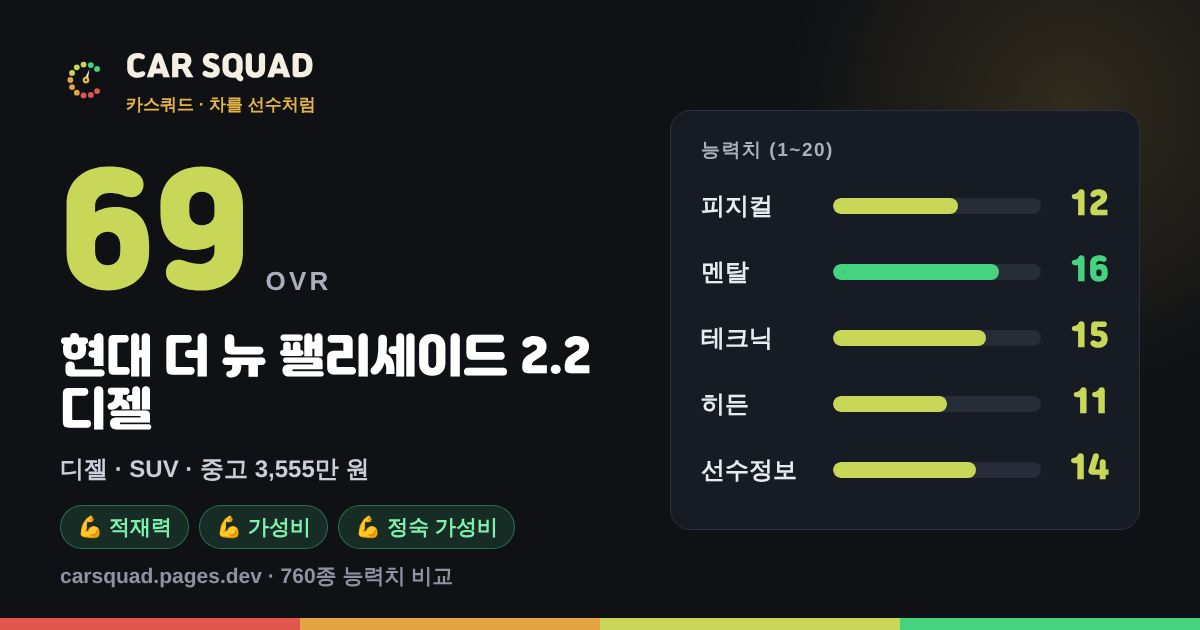 CAR SQUAD
카스쿼드 · 차를 선수처럼
69 OVR
현대 더 뉴 팰리세이드 2.2
디젤
디젤 · SUV · 중고 3,555만 원
💪 적재력 💪 가성비 💪 정숙 가성비
carsquad.pages.dev · 760종 능력치 비교
능력치 (1~20)
피지컬 12
멘탈 16
테크닉 15
히든 11
선수정보 14